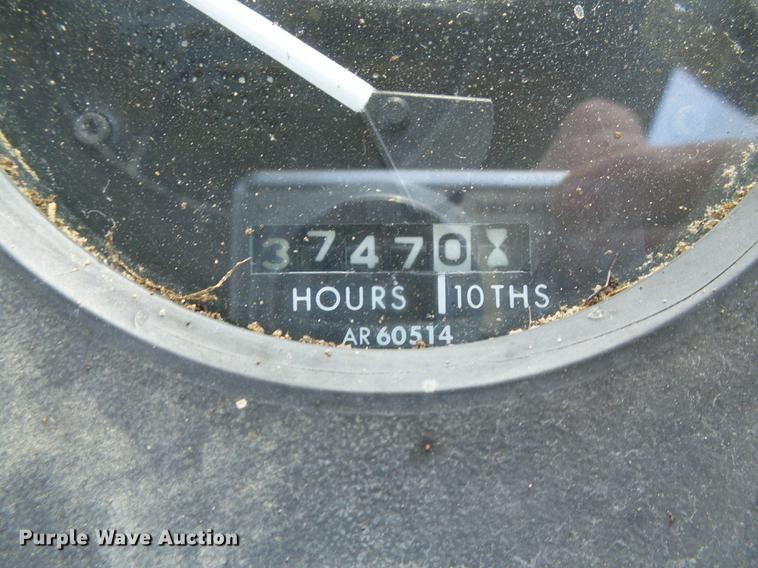 37470
HOURS 10THS
AR60514
Purple Wave Auction